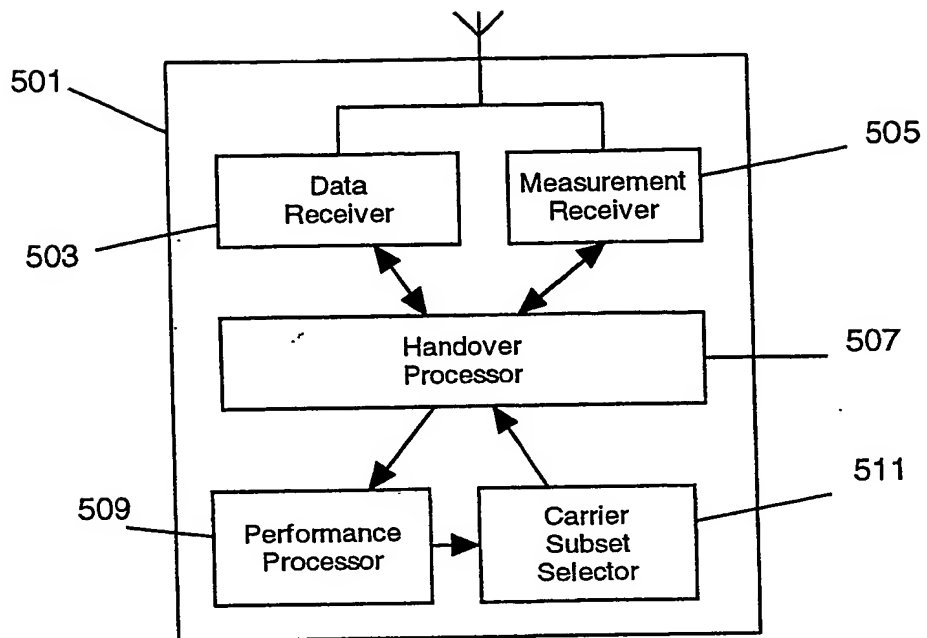 501
505
Data
Receiver
Measurement
Receiver
503
Handover
Processor
507
511
509
Performance
Processor
Carrier
Subset
Selector